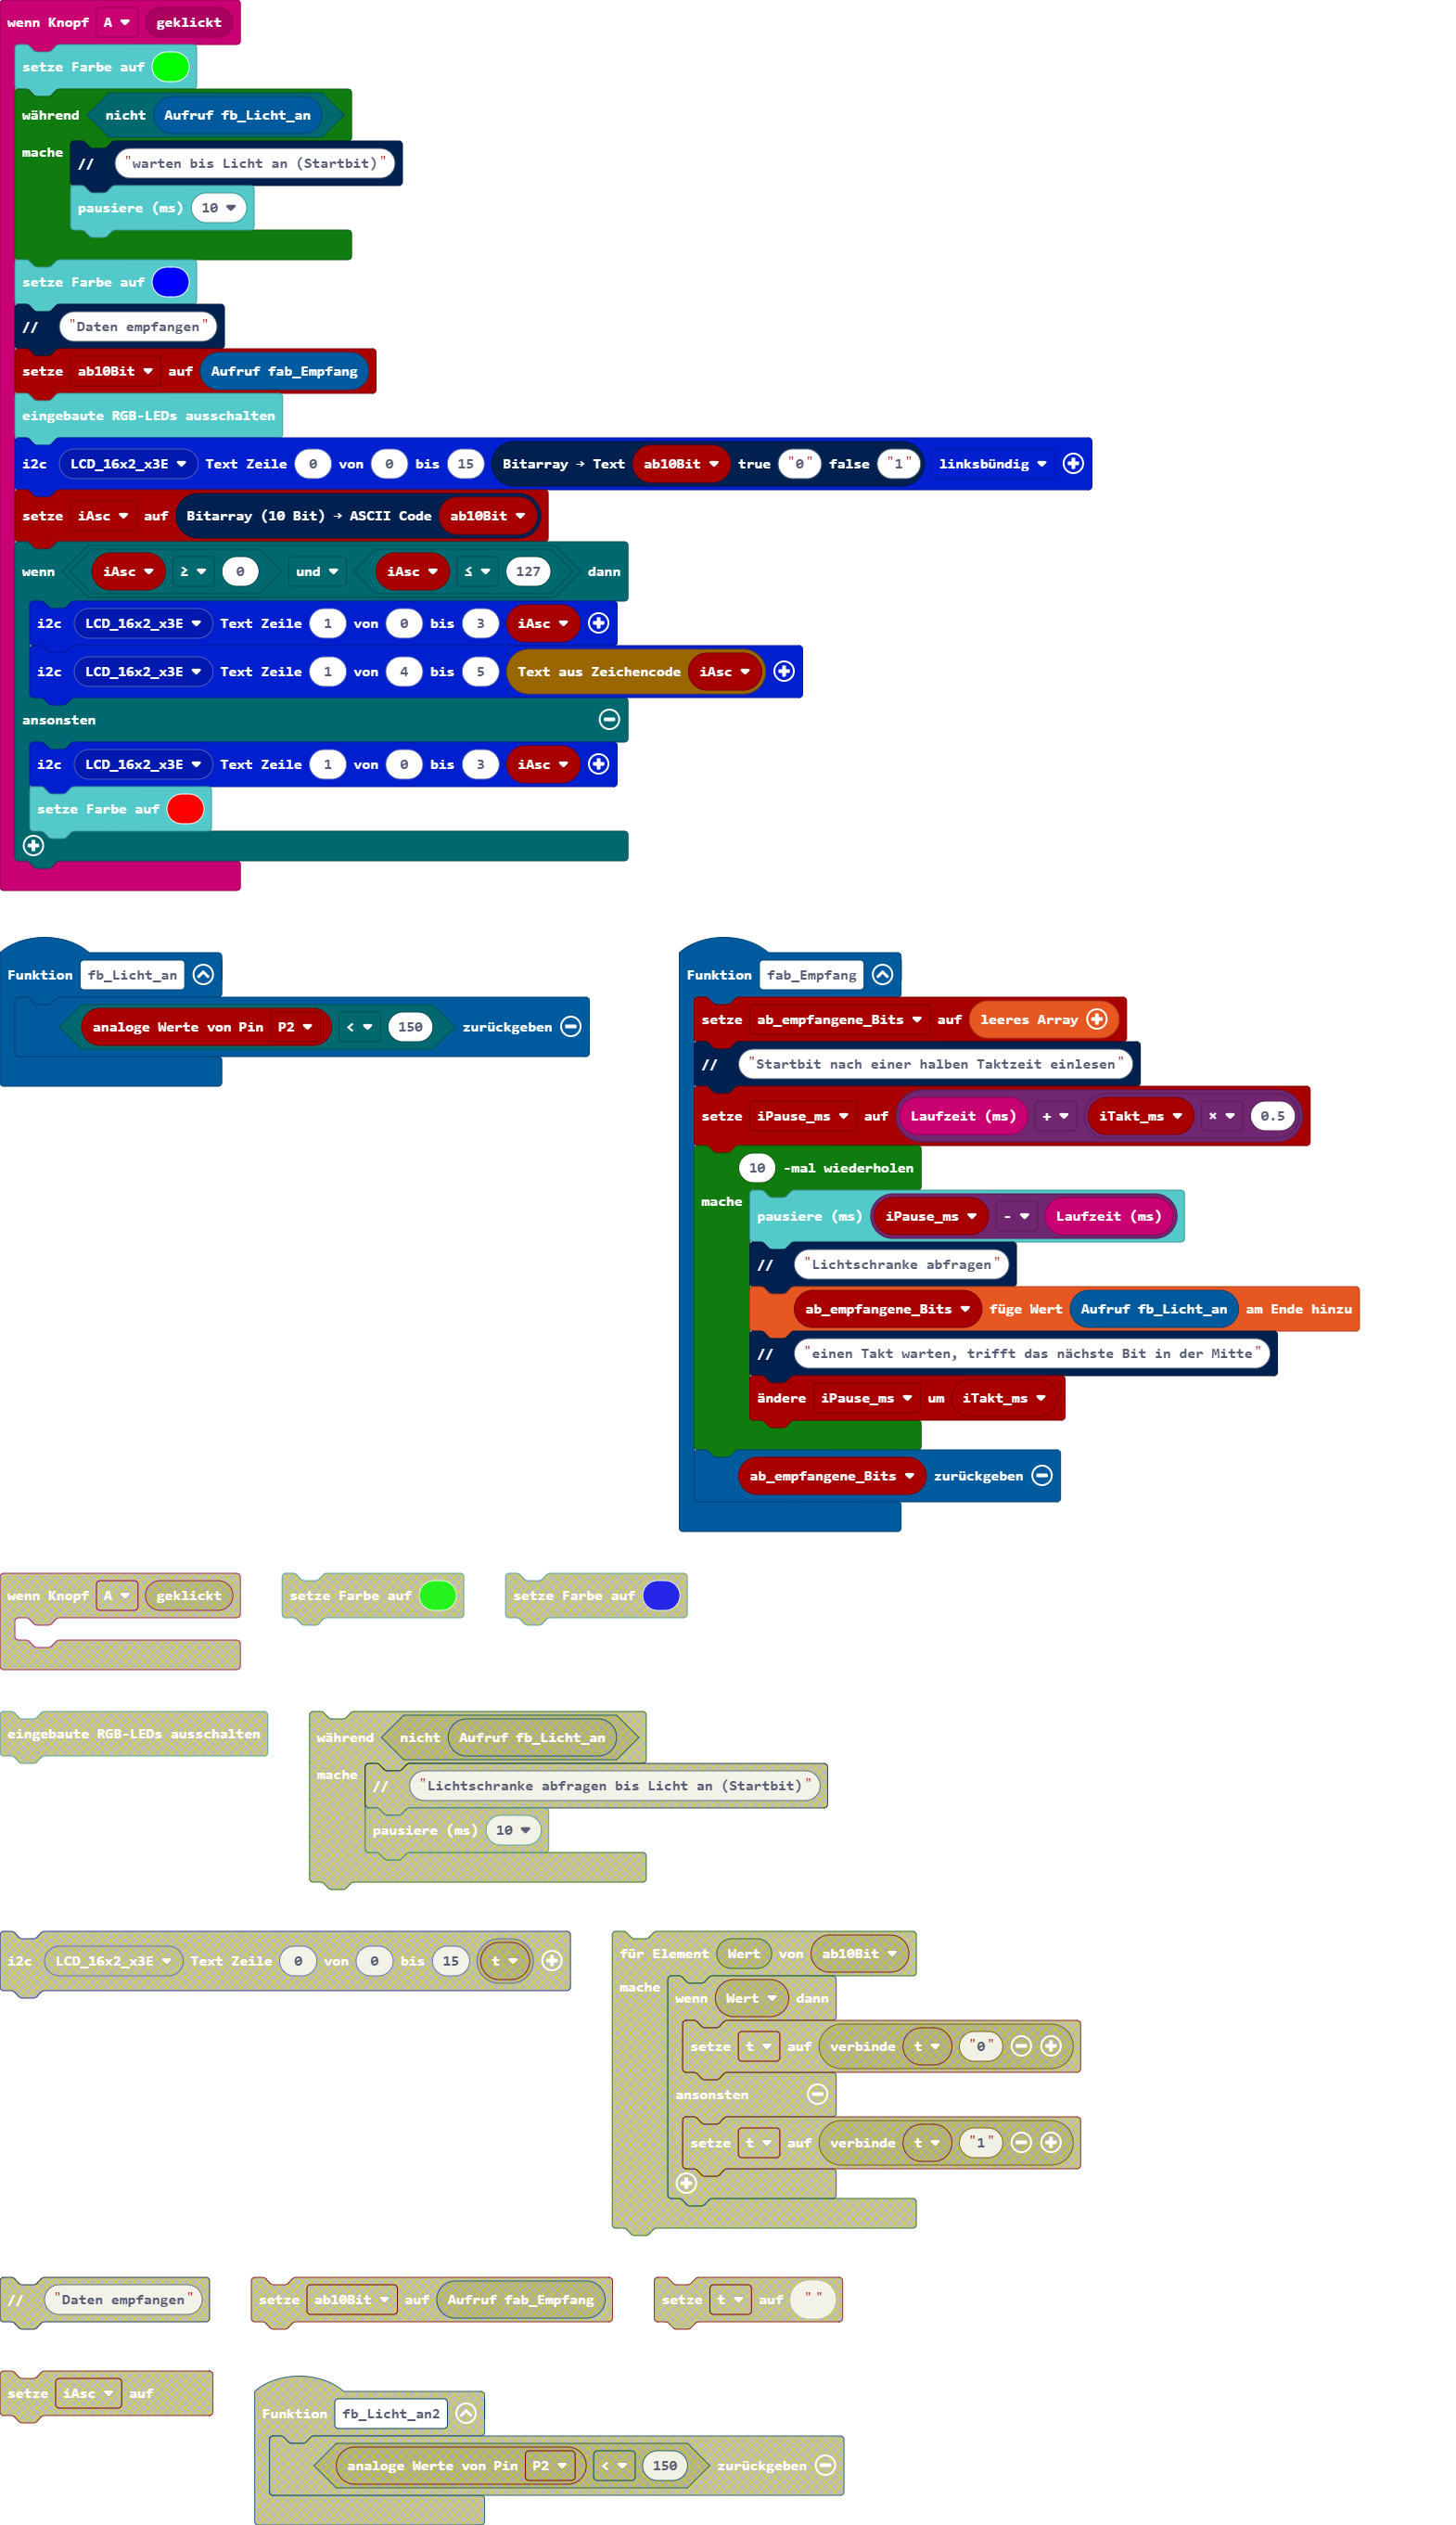 wenn Knopf A geklickt
setze Farbe auf
während nicht Aufruf fb_Licht_an
mache // "warten bis Licht an (Startbit)"
pausiere (ms) 10
setze Farbe auf
// "Daten empfangen"
setze ab10Bit auf Aufruf fab_Empfang
eingebaute RGB-LEDs ausschalten
i2c LCD_16x2_x3E Text Zeile 0 von 0 bis 15 Bitarray → Text ab10Bit true "0" false "1" linksbündig
setze iAsc auf Bitarray (10 Bit) → ASCII Code ab10Bit
wenn iAsc ≥ 0 und iAsc ≤ 127 dann
i2c LCD_16x2_x3E Text Zeile 1 von 0 bis 3 iAsc
i2c LCD_16x2_x3E Text Zeile 1 von 4 bis 5 Text aus Zeichencode iAsc
ansonsten
i2c LCD_16x2_x3E Text Zeile 1 von 0 bis 3 iAsc
setze Farbe auf
Funktion fb_Licht_an
analoge Werte von Pin P2 < 150 zurückgeben
Funktion fab_Empfang
setze ab_empfangene_Bits auf leeres Array
// "Startbit nach einer halben Taktzeit einlesen"
setze iPause_ms auf Laufzeit (ms) + iTakt_ms × 0.5
10 -mal wiederholen
mache pausiere (ms) iPause_ms - Laufzeit (ms)
// "Lichtschranke abfragen"
ab_empfangene_Bits füge Wert Aufruf fb_Licht_an am Ende hinzu
// "einen Takt warten, trifft das nächste Bit in der Mitte"
ändere iPause_ms um iTakt_ms
ab_empfangene_Bits zurückgeben
wenn Knopf A geklickt
setze Farbe auf
setze Farbe auf
eingebaute RGB-LEDs ausschalten
während nicht Aufruf fb_Licht_an
mache // "Lichtschranke abfragen bis Licht an (Startbit)"
pausiere (ms) 10
i2c LCD_16x2_x3E Text Zeile 0 von 0 bis 15 t
für Element Wert von ab10Bit
mache wenn Wert dann
setze t auf verbinde t "0"
ansonsten
setze t auf verbinde t "1"
// "Daten empfangen"
setze ab10Bit auf Aufruf fab_Empfang
setze t auf ""
setze iAsc auf
Funktion fb_Licht_an2
analoge Werte von Pin P2 < 150 zurückgeben